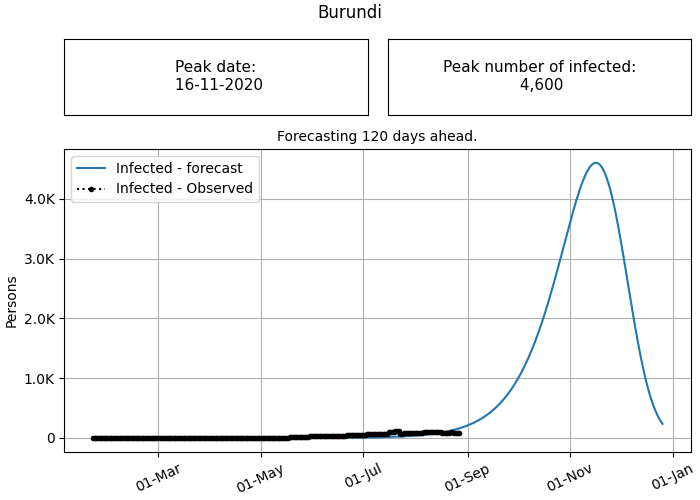 Burundi
Peak date:
16-11-2020
Peak number of infected:
4,600
Forecasting 120 days ahead.
Infected - forecast
Infected - Observed
4.0K
3.0K
2.0K
1.0K
0
Persons
01-Mar
01-May
01-Jul
01-Sep
01-Nov
01-Jan